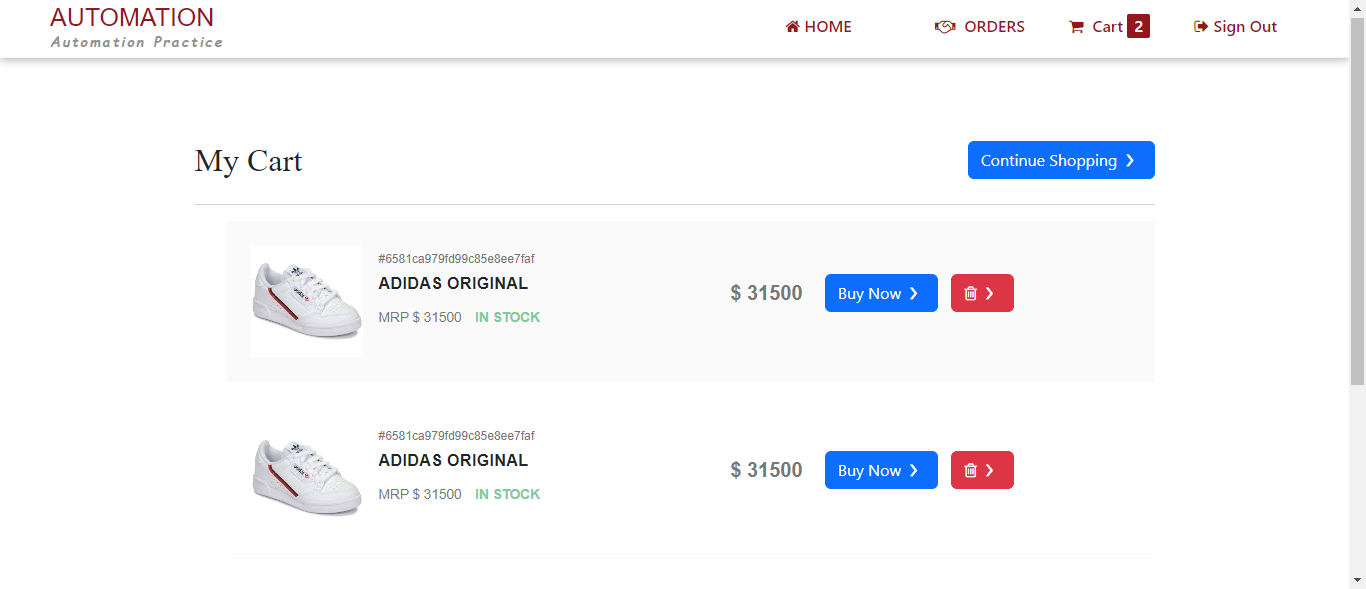 AUTOMATION
Automation Practice
HOME
ORDERS
Cart 2
Sign Out
My Cart
Continue Shopping
#6581ca979fd99c85e8ee7faf
ADIDAS ORIGINAL
MRP $ 31500 IN STOCK
$ 31500
Buy Now
#6581ca979fd99c85e8ee7faf
ADIDAS ORIGINAL
MRP $ 31500 IN STOCK
$ 31500
Buy Now